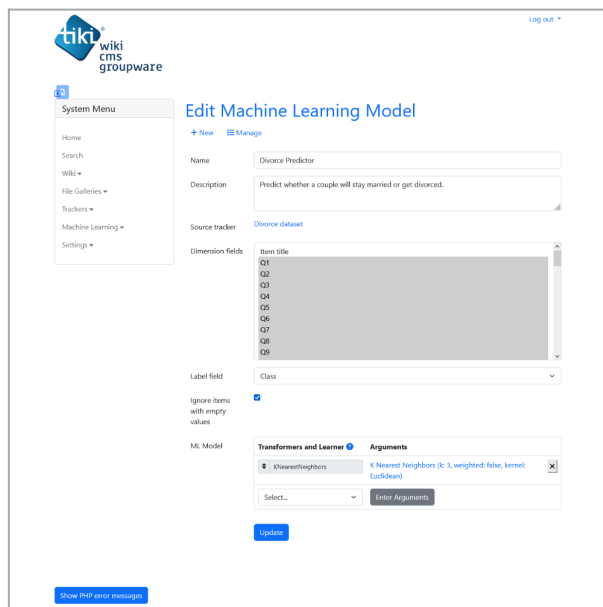 Log out
tiki
wiki
cms
groupware
System Menu
Home
Search
Wiki
File Galleries
Trackers
Machine Learning
Settings
Edit Machine Learning Model
+ New Manage
Name Divorce Predictor
Description Predict whether a couple will stay married or get divorced.
Source tracker Divorce dataset
Dimension fields Item title
Q1
Q2
Q3
Q4
Q5
Q6
Q7
Q8
Q9
Label field Class
Ignore items
with empty
values
ML Model Transformers and Learner ? Arguments
KNearestNeighbors K Nearest Neighbors (k: 3, weighted: false, kernel:
Euclidean)
Select... Enter Arguments
Update
Show PHP error messages